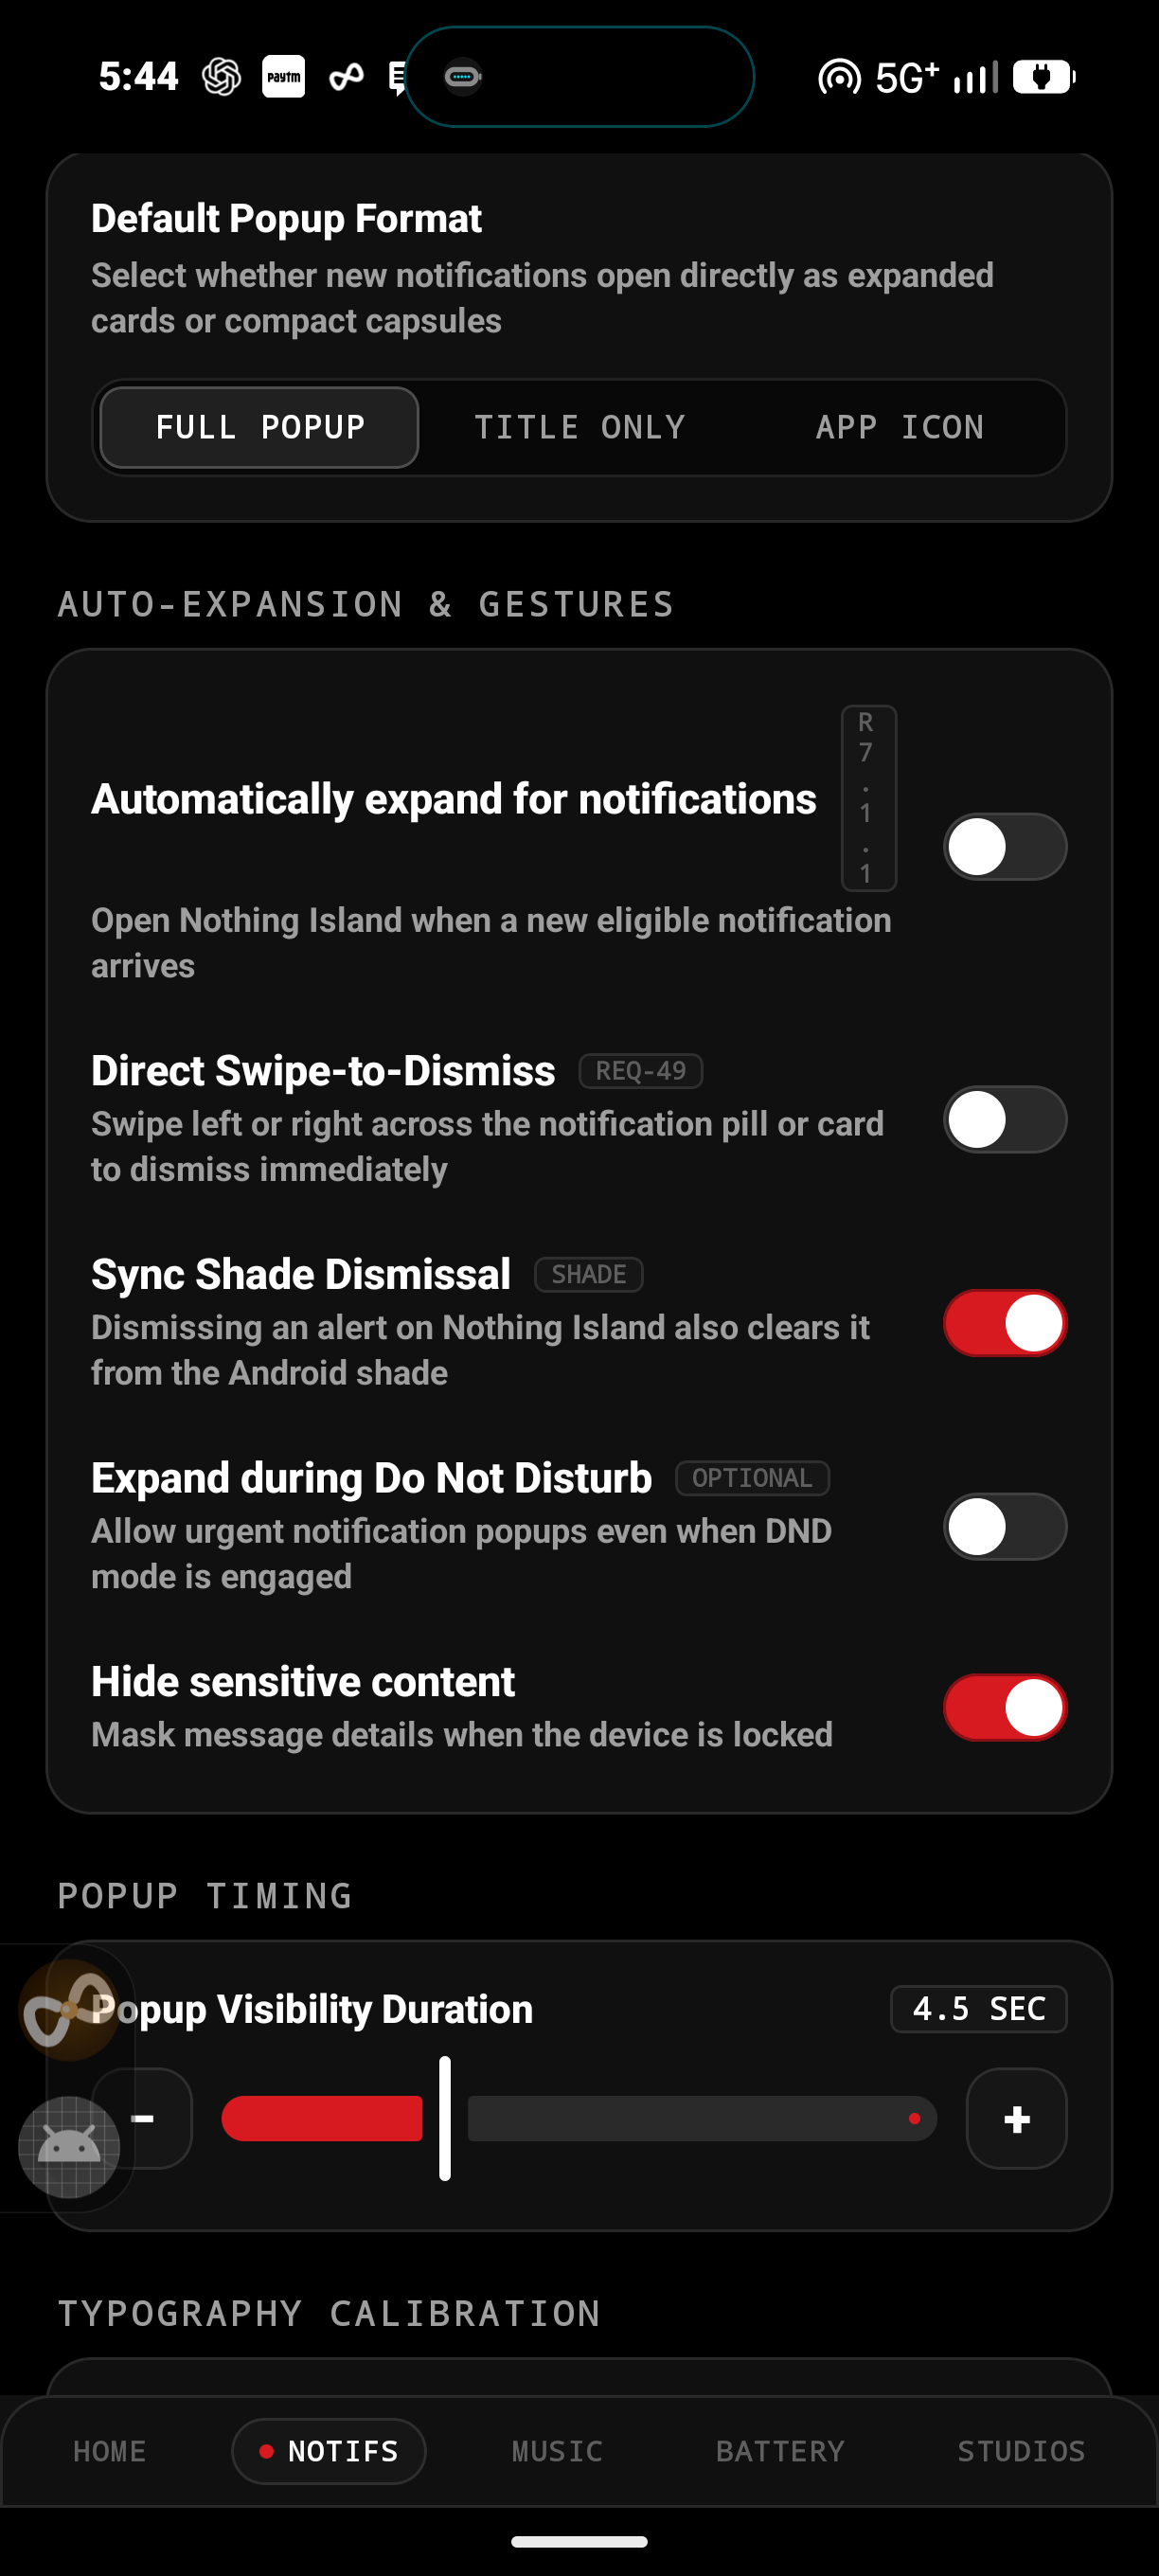 5:44
paytm
5G+
Default Popup Format
Select whether new notifications open directly as expanded
cards or compact capsules
FULL POPUP
TITLE ONLY
APP ICON
AUTO-EXPANSION & GESTURES
Automatically expand for notifications
R
7
.
1
.
1
Open Nothing Island when a new eligible notification
arrives
Direct Swipe-to-Dismiss
REQ-49
Swipe left or right across the notification pill or card
to dismiss immediately
Sync Shade Dismissal
SHADE
Dismissing an alert on Nothing Island also clears it
from the Android shade
Expand during Do Not Disturb
OPTIONAL
Allow urgent notification popups even when DND
mode is engaged
Hide sensitive content
Mask message details when the device is locked
POPUP TIMING
Popup Visibility Duration
4.5 SEC
-
+
TYPOGRAPHY CALIBRATION
HOME
NOTIFS
MUSIC
BATTERY
STUDIOS